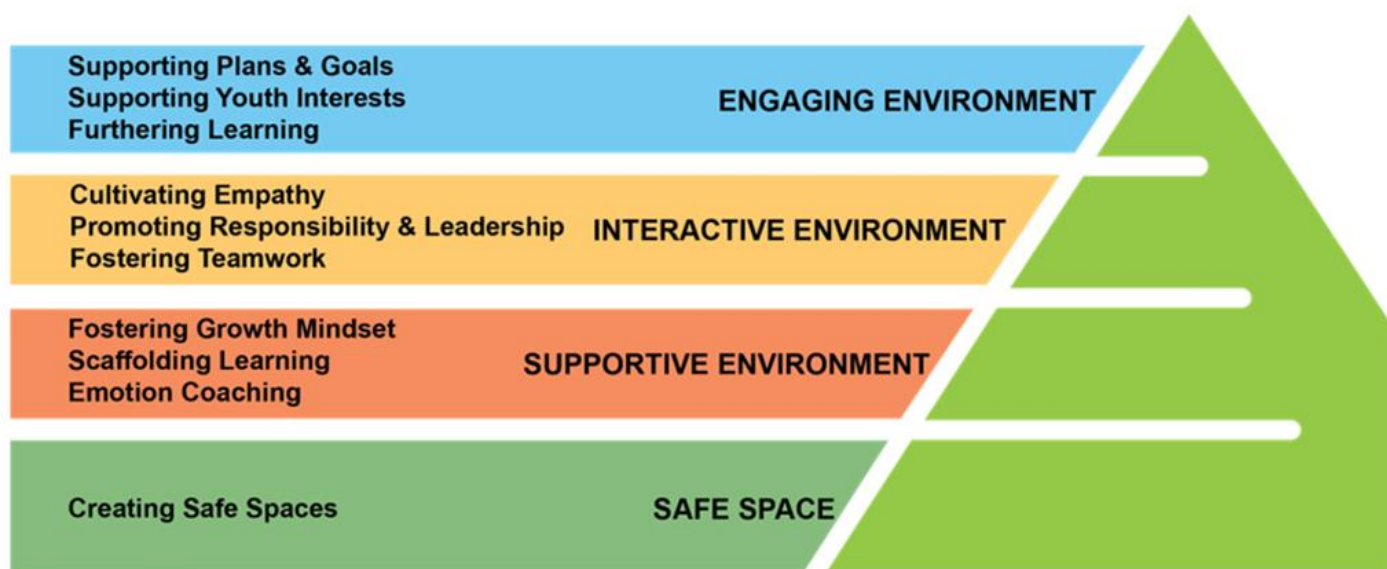 Supporting Plans & Goals
Supporting Youth Interests
Furthering Learning
ENGAGING ENVIRONMENT
Cultivating Empathy
Promoting Responsibility & Leadership
Fostering Teamwork
INTERACTIVE ENVIRONMENT
Fostering Growth Mindset
Scaffolding Learning
Emotion Coaching
SUPPORTIVE ENVIRONMENT
Creating Safe Spaces
SAFE SPACE